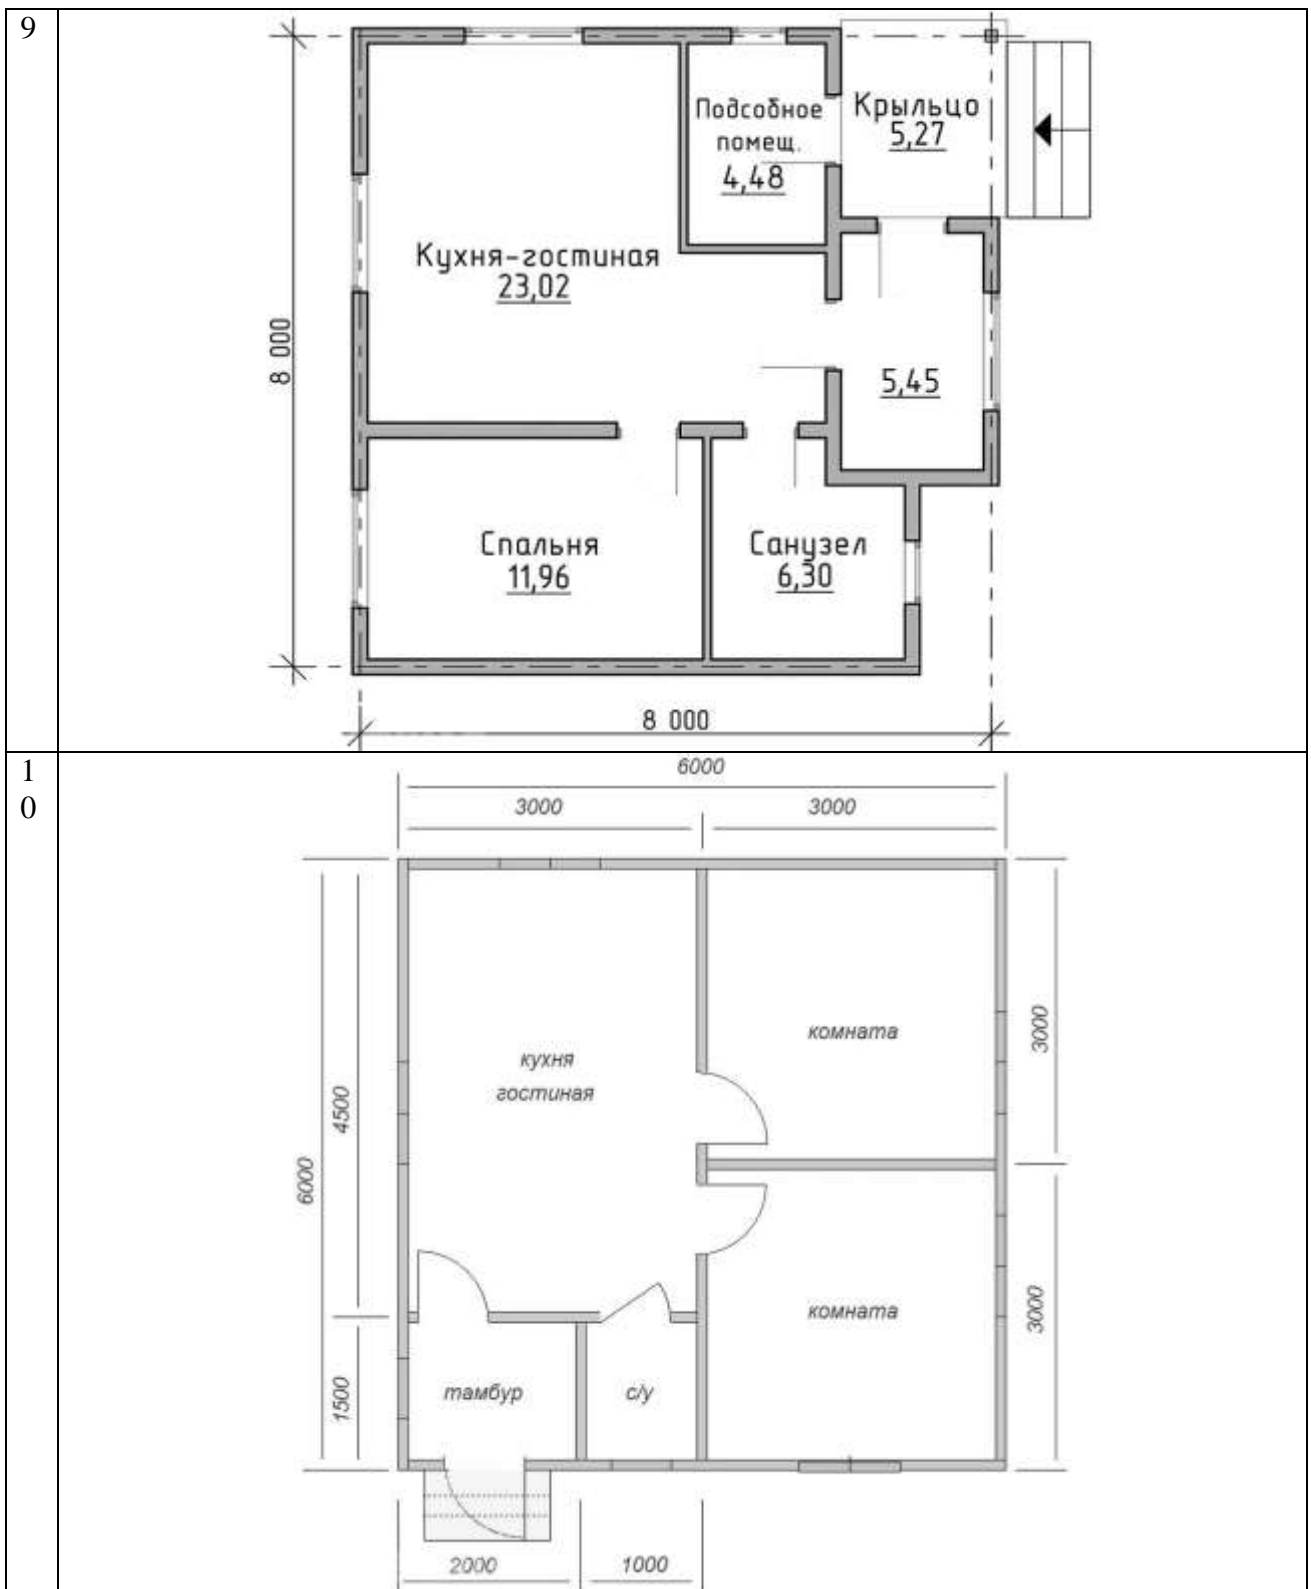 9
Подсобное
помещ.
4,48
Крыльцо
5,27
Кухня-гостиная
23,02
8 000
5,45
Спальня
11,96
Санузел
6,30
8 000
1
0
6000
3000
3000
комната
3000
кухня
гостиная
4500
6000
комната
3000
тамбур
с/у
1500
2000
1000